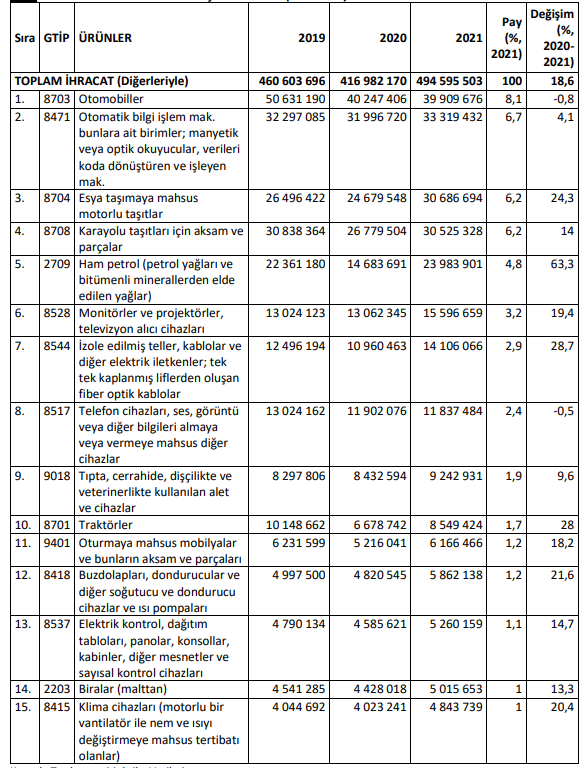 Sıra GTİP ÜRÜNLER 2019 2020 2021 Pay (%, 2021) Değişim (%, 2020-2021)
TOPLAM İHRACAT (Diğerleriyle) 460 603 696 416 982 170 494 595 503 100 18,6
1. 8703 Otomobiller 50 631 190 40 247 406 39 909 676 8,1 -0,8
2. 8471 Otomatik bilgi işlem mak. 32 297 085 31 996 720 33 319 432 6,7 4,1
bunlara ait birimler; manyetik
veya optik okuyucular, verileri
koda dönüştüren ve işleyen
mak.
3. 8704 Esya taşımaya mahsus 26 496 422 24 679 548 30 686 694 6,2 24,3
motorlu taşıtlar
4. 8708 Karayolu taşıtları için aksam ve 30 838 364 26 779 504 30 525 328 6,2 14
parçalar
5. 2709 Ham petrol (petrol yağları ve 22 361 180 14 683 691 23 983 901 4,8 63,3
bitümenli minerallerden elde
edilen yağlar)
6. 8528 Monitörler ve projektörler, 13 024 123 13 062 345 15 596 659 3,2 19,4
televizyon alıcı cihazları
7. 8544 İzole edilmiş teller, kablolar ve 12 496 194 10 960 463 14 106 066 2,9 28,7
diğer elektrik iletkenler; tek
tek kaplanmış liflerden oluşan
fiber optik kablolar
8. 8517 Telefon cihazları, ses, görüntü 13 024 162 11 902 076 11 837 484 2,4 -0,5
veya diğer bilgileri almaya
veya vermeye mahsus diğer
cihazlar
9. 9018 Tıpta, cerrahide, dişçilikte ve 8 297 806 8 432 594 9 242 931 1,9 9,6
veterinerlikte kullanılan alet
ve cihazlar
10. 8701 Traktörler 10 148 662 6 678 742 8 549 424 1,7 28
11. 9401 Oturmaya mahsus mobilyalar 6 231 599 5 216 041 6 166 466 1,2 18,2
ve bunların aksam ve parçaları
12. 8418 Buzdolapları, dondurucular ve 4 997 500 4 820 545 5 862 138 1,2 21,6
diğer soğutucu ve dondurucu
cihazlar ve ısı pompaları
13. 8537 Elektrik kontrol, dağıtım 4 790 134 4 585 621 5 260 159 1,1 14,7
tabloları, panolar, konsollar,
kabinler, diğer mesnetler ve
sayısal kontrol cihazları
14. 2203 Biralar (malttan) 4 541 285 4 428 018 5 015 653 1 13,3
15. 8415 Klima cihazları (motorlu bir 4 044 692 4 023 241 4 843 739 1 20,4
vantilatör ile nem ve ısıyı
değiştirmeye mahsus tertibatı
olanlar)